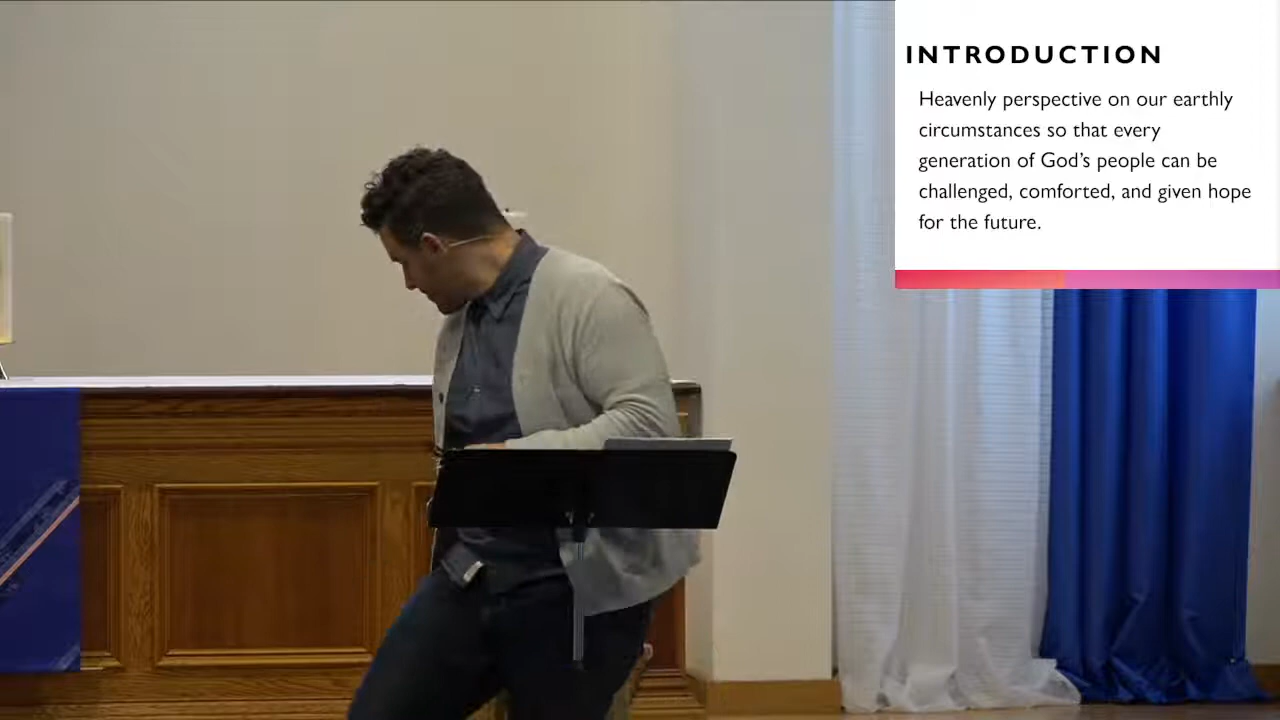 INTRODUCTION
Heavenly perspective on our earthly
circumstances so that every
generation of God's people can be
challenged, comforted, and given hope
for the future.